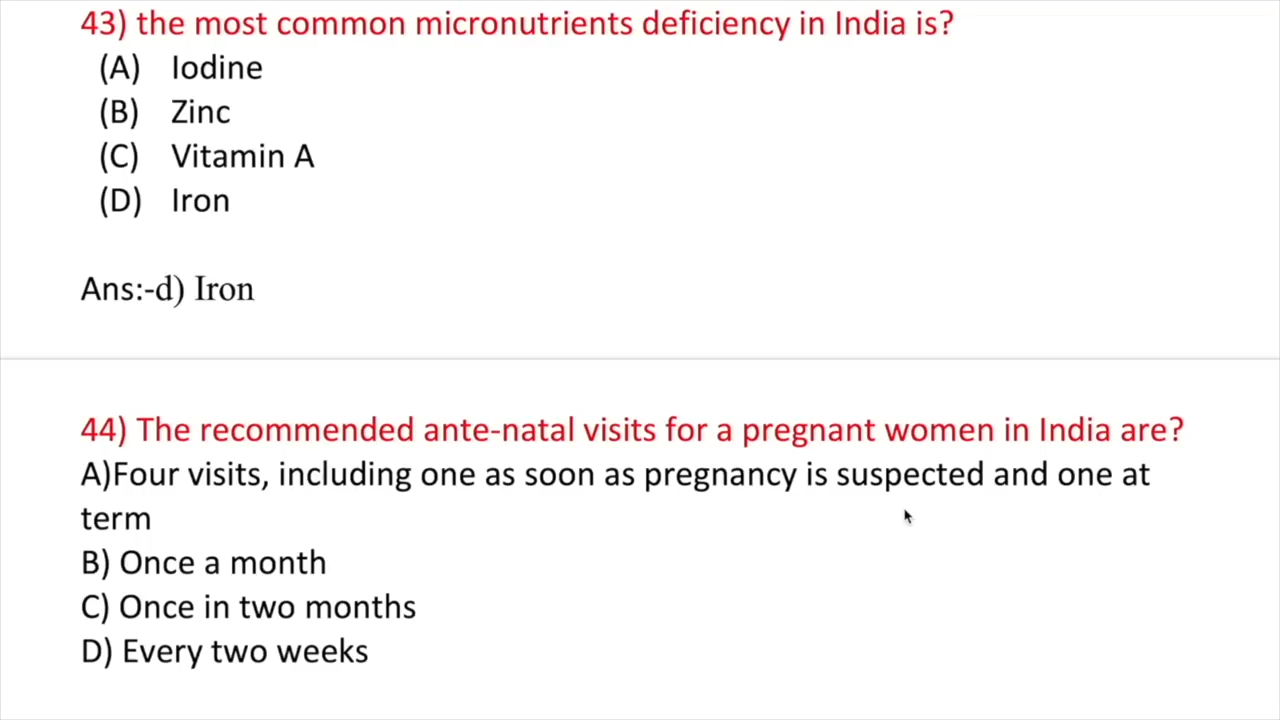 43) the most common micronutrients deficiency in India is?
(A) Iodine
(B) Zinc
(C) Vitamin A
(D) Iron
Ans:-d) Iron
44) The recommended ante-natal visits for a pregnant women in India are?
A)Four visits, including one as soon as pregnancy is suspected and one at
term
B) Once a month
C) Once in two months
D) Every two weeks